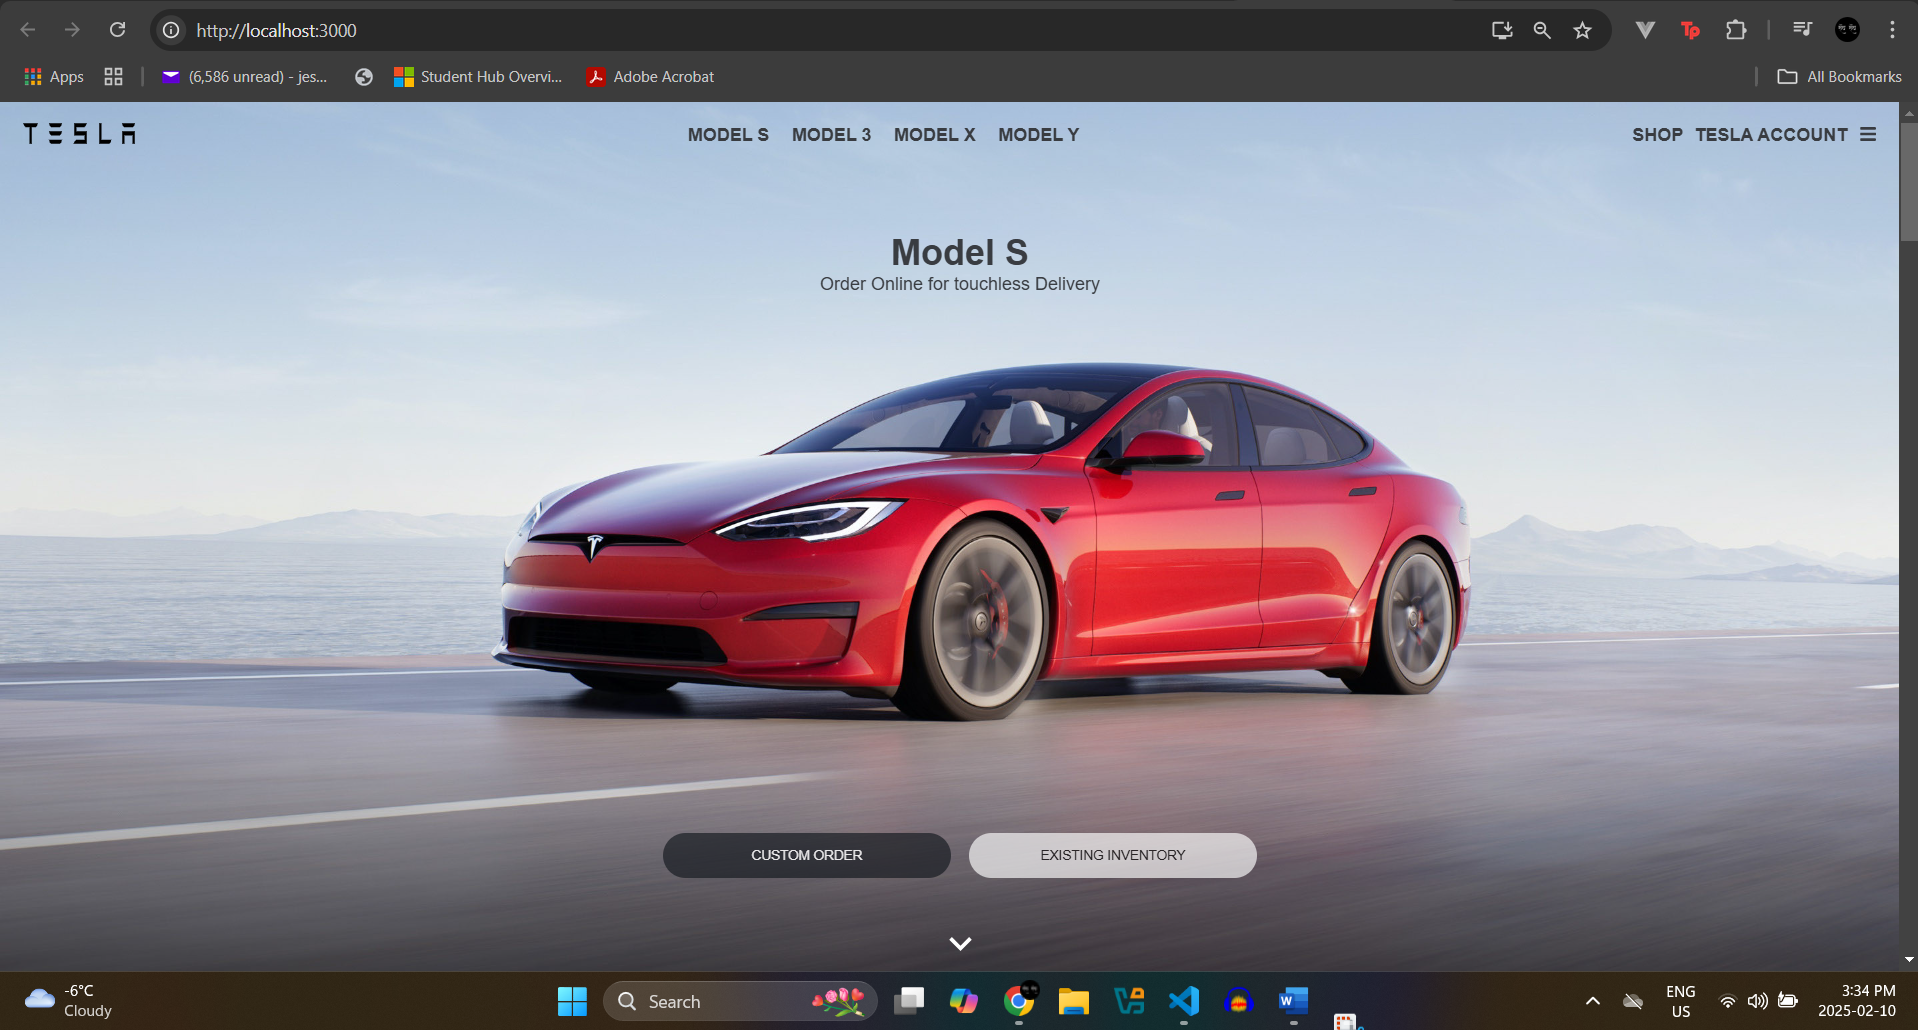 http://localhost:3000
Apps
(6,586 unread) - jes...
Student Hub Overvi...
Adobe Acrobat
All Bookmarks
TESLA
MODEL S
MODEL 3
MODEL X
MODEL Y
SHOP
TESLA ACCOUNT
Model S
Order Online for touchless Delivery
CUSTOM ORDER
EXISTING INVENTORY
-6°C
Cloudy
Search
ENG
US
3:34 PM
2025-02-10